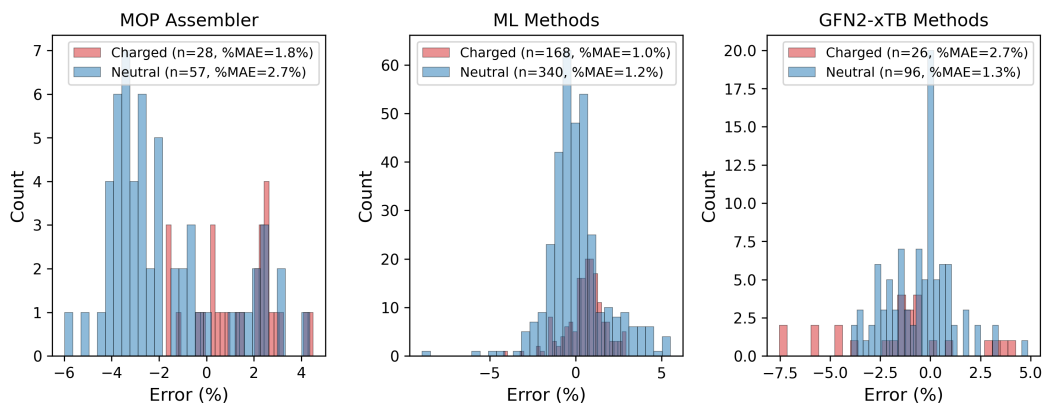 MOP Assembler
Charged (n=28, %MAE=1.8%)
Neutral (n=57, %MAE=2.7%)
Count
7
6
5
4
3
2
1
0
−6
−4
−2
0
2
4
Error (%)
ML Methods
Charged (n=168, %MAE=1.0%)
Neutral (n=340, %MAE=1.2%)
Count
60
50
40
30
20
10
0
−5
0
5
Error (%)
GFN2-xTB Methods
Charged (n=26, %MAE=2.7%)
Neutral (n=96, %MAE=1.3%)
Count
20.0
17.5
15.0
12.5
10.0
7.5
5.0
2.5
0.0
−7.5
−5.0
−2.5
0.0
2.5
5.0
Error (%)